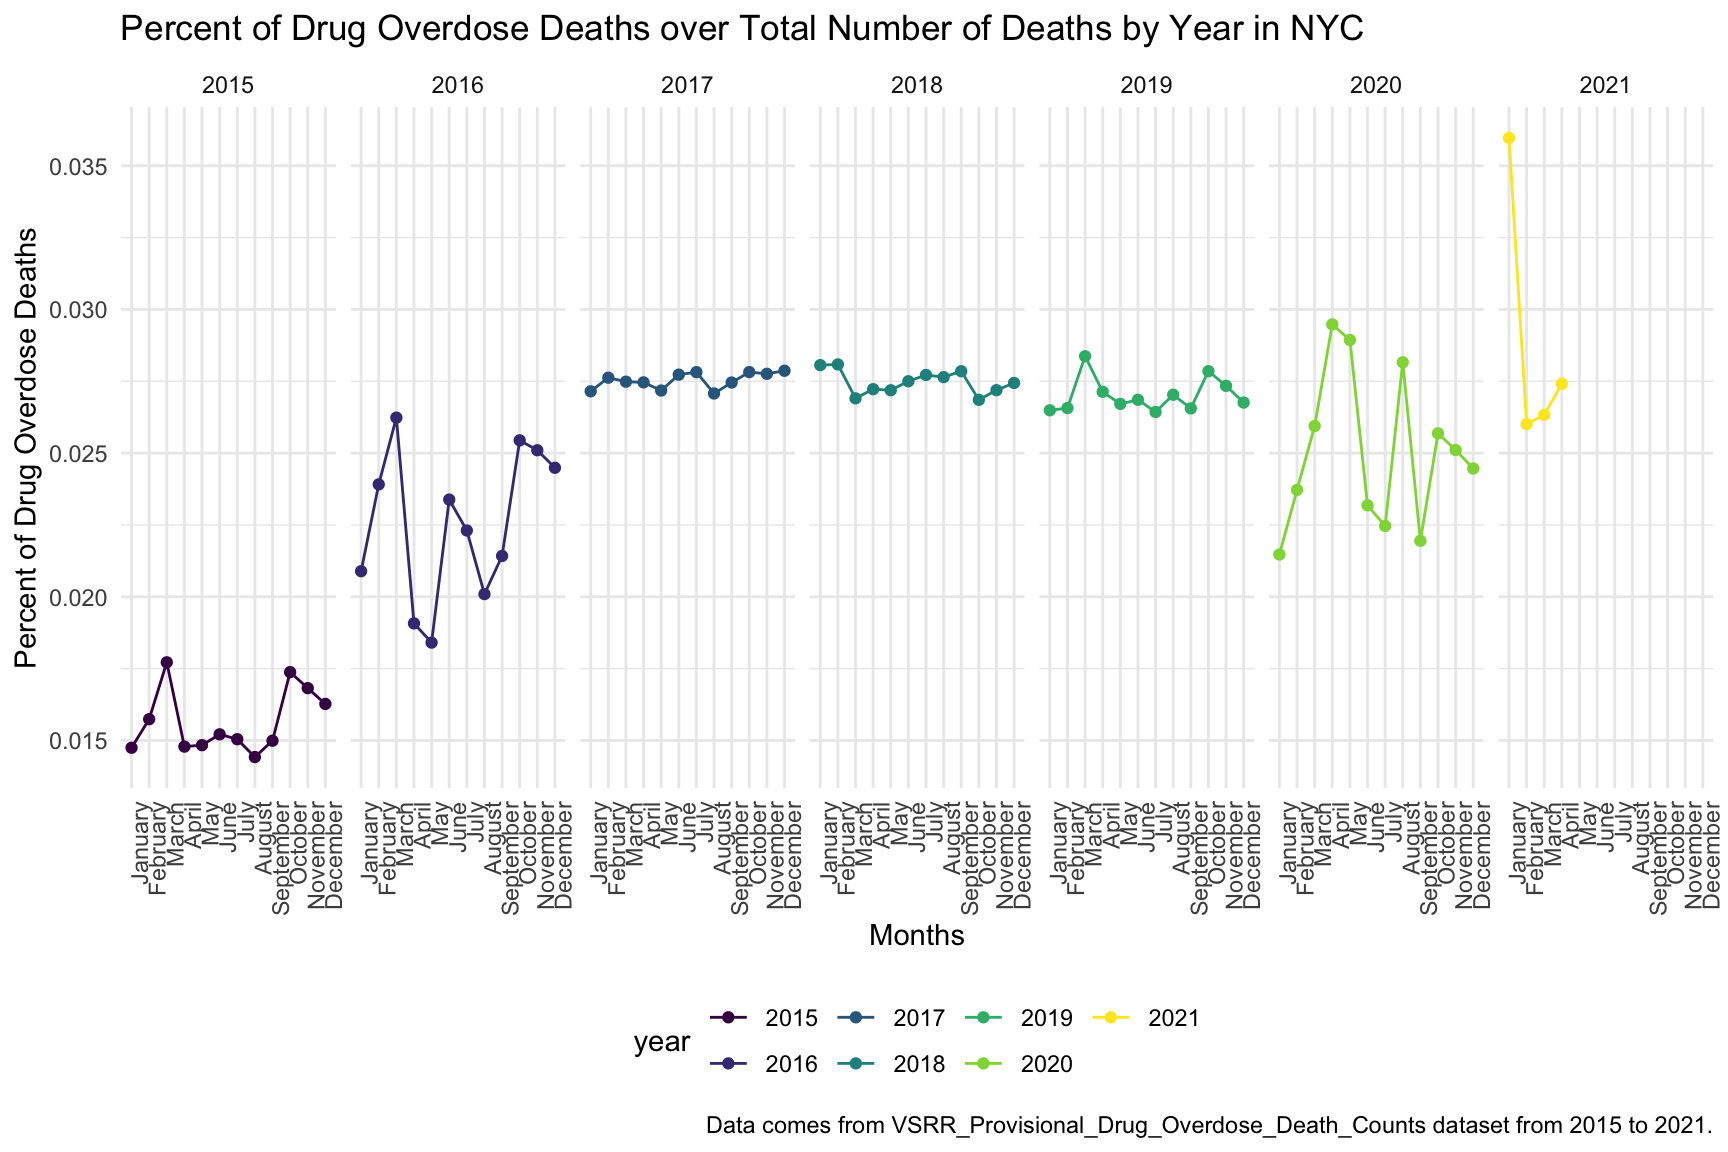 Percent of Drug Overdose Deaths over Total Number of Deaths by Year in NYC
2015 2016 2017 2018 2019 2020 2021
Percent of Drug Overdose Deaths
0.035
0.030
0.025
0.020
0.015
January February March April May June July August September October November December
January February March April May June July August September October November December
January February March April May June July August September October November December
January February March April May June July August September October November December
January February March April May June July August September October November December
January February March April May June July August September October November December
January February March April May June July August September October November December
Months
year
2015 2017 2019 2021
2016 2018 2020
Data comes from VSRR_Provisional_Drug_Overdose_Death_Counts dataset from 2015 to 2021.